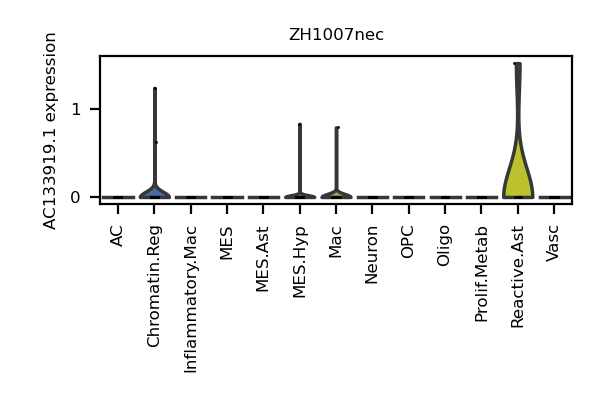 ZH1007nec
AC133919.1 expression
1
0
AC
Chromatin.Reg
Inflammatory.Mac
MES
MES.Ast
MES.Hyp
Mac
Neuron
OPC
Oligo
Prolif.Metab
Reactive.Ast
Vasc